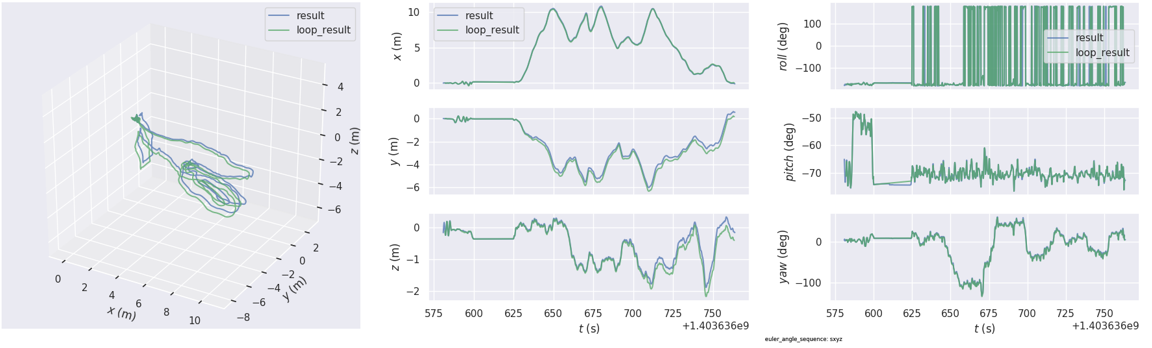 result
loop_result
4
2
0
−2
−4
−6
z (m)
0
2
4
6
8
10
x (m)
−8
−6
−4
−2
0
2
y (m)
result
loop_result
10
5
0
x (m)
0
−2
−4
−6
y (m)
0
−1
−2
z (m)
575 600 625 650 675 700 725 750
t (s)
+1.403636e9
result
loop_result
100
0
−100
roll (deg)
−50
−60
−70
pitch (deg)
0
−100
yaw (deg)
575 600 625 650 675 700 725 750
t (s)
+1.403636e9
euler_angle_sequence: sxyz